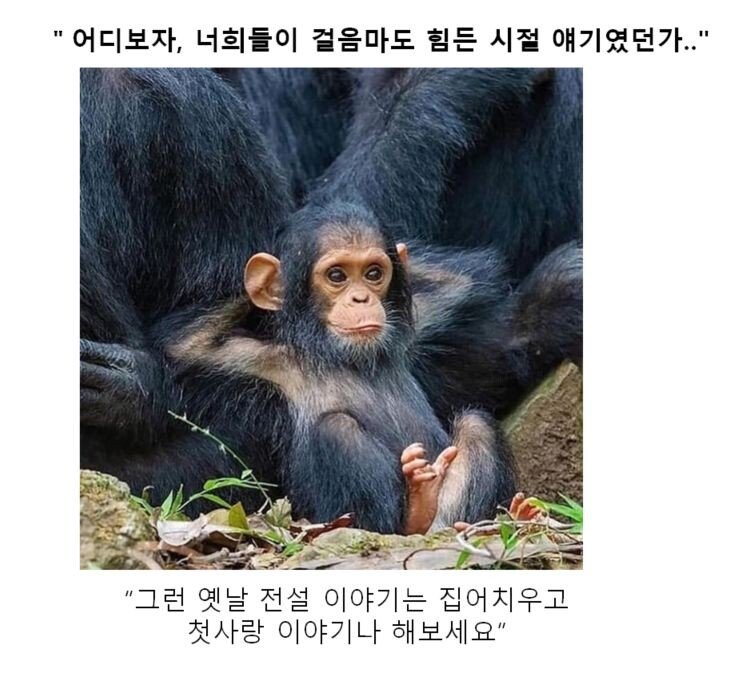 " 어디보자, 너희들이 걸음마도 힘든 시절 얘기였던가.."
“그런 옛날 전설 이야기는 집어치우고
첫사랑 이야기나 해보세요”